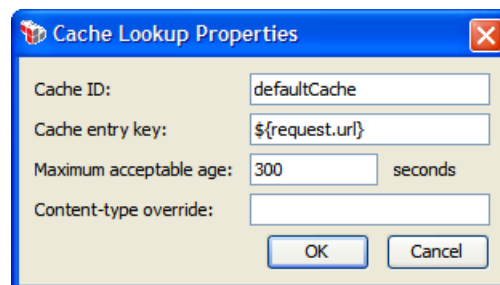 Cache Lookup Properties
Cache ID: defaultCache
Cache entry key: ${request.url}
Maximum acceptable age: 300 seconds
Content-type override:
OK Cancel